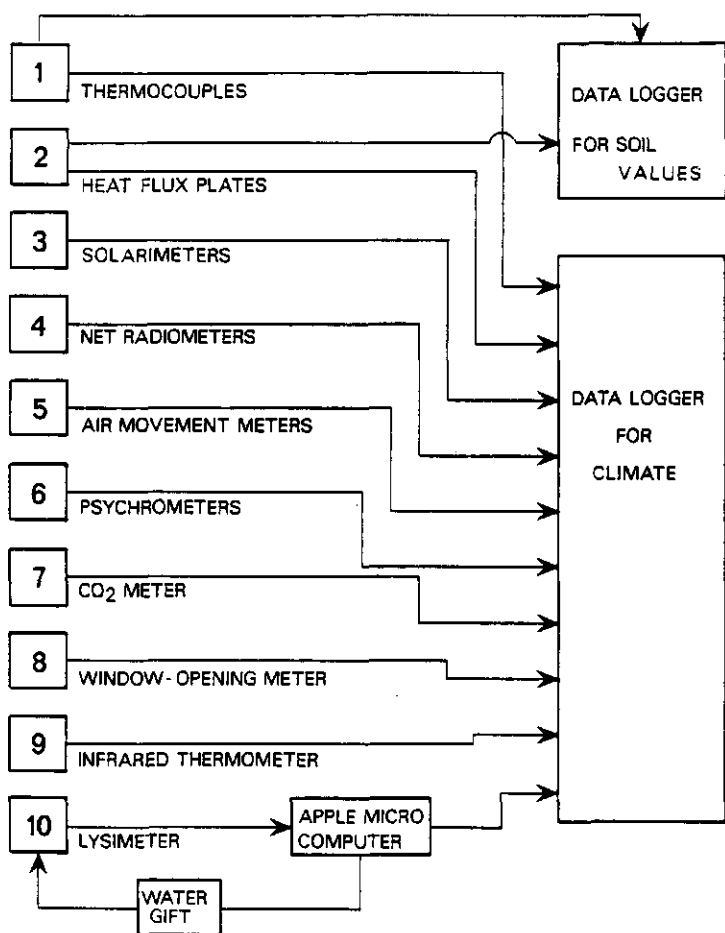 1
THERMOCOUPLES
DATA LOGGER
FOR SOIL
VALUES
2
HEAT FLUX PLATES
3
SOLARIMETERS
4
NET RADIOMETERS
5
AIR MOVEMENT METERS
DATA LOGGER
FOR
CLIMATE
6
PSYCHROMETERS
7
CO₂ METER
8
WINDOW-OPENING METER
9
INFRARED THERMOMETER
10
LYSIMETER
APPLE MICRO
COMPUTER
WATER
GIFT